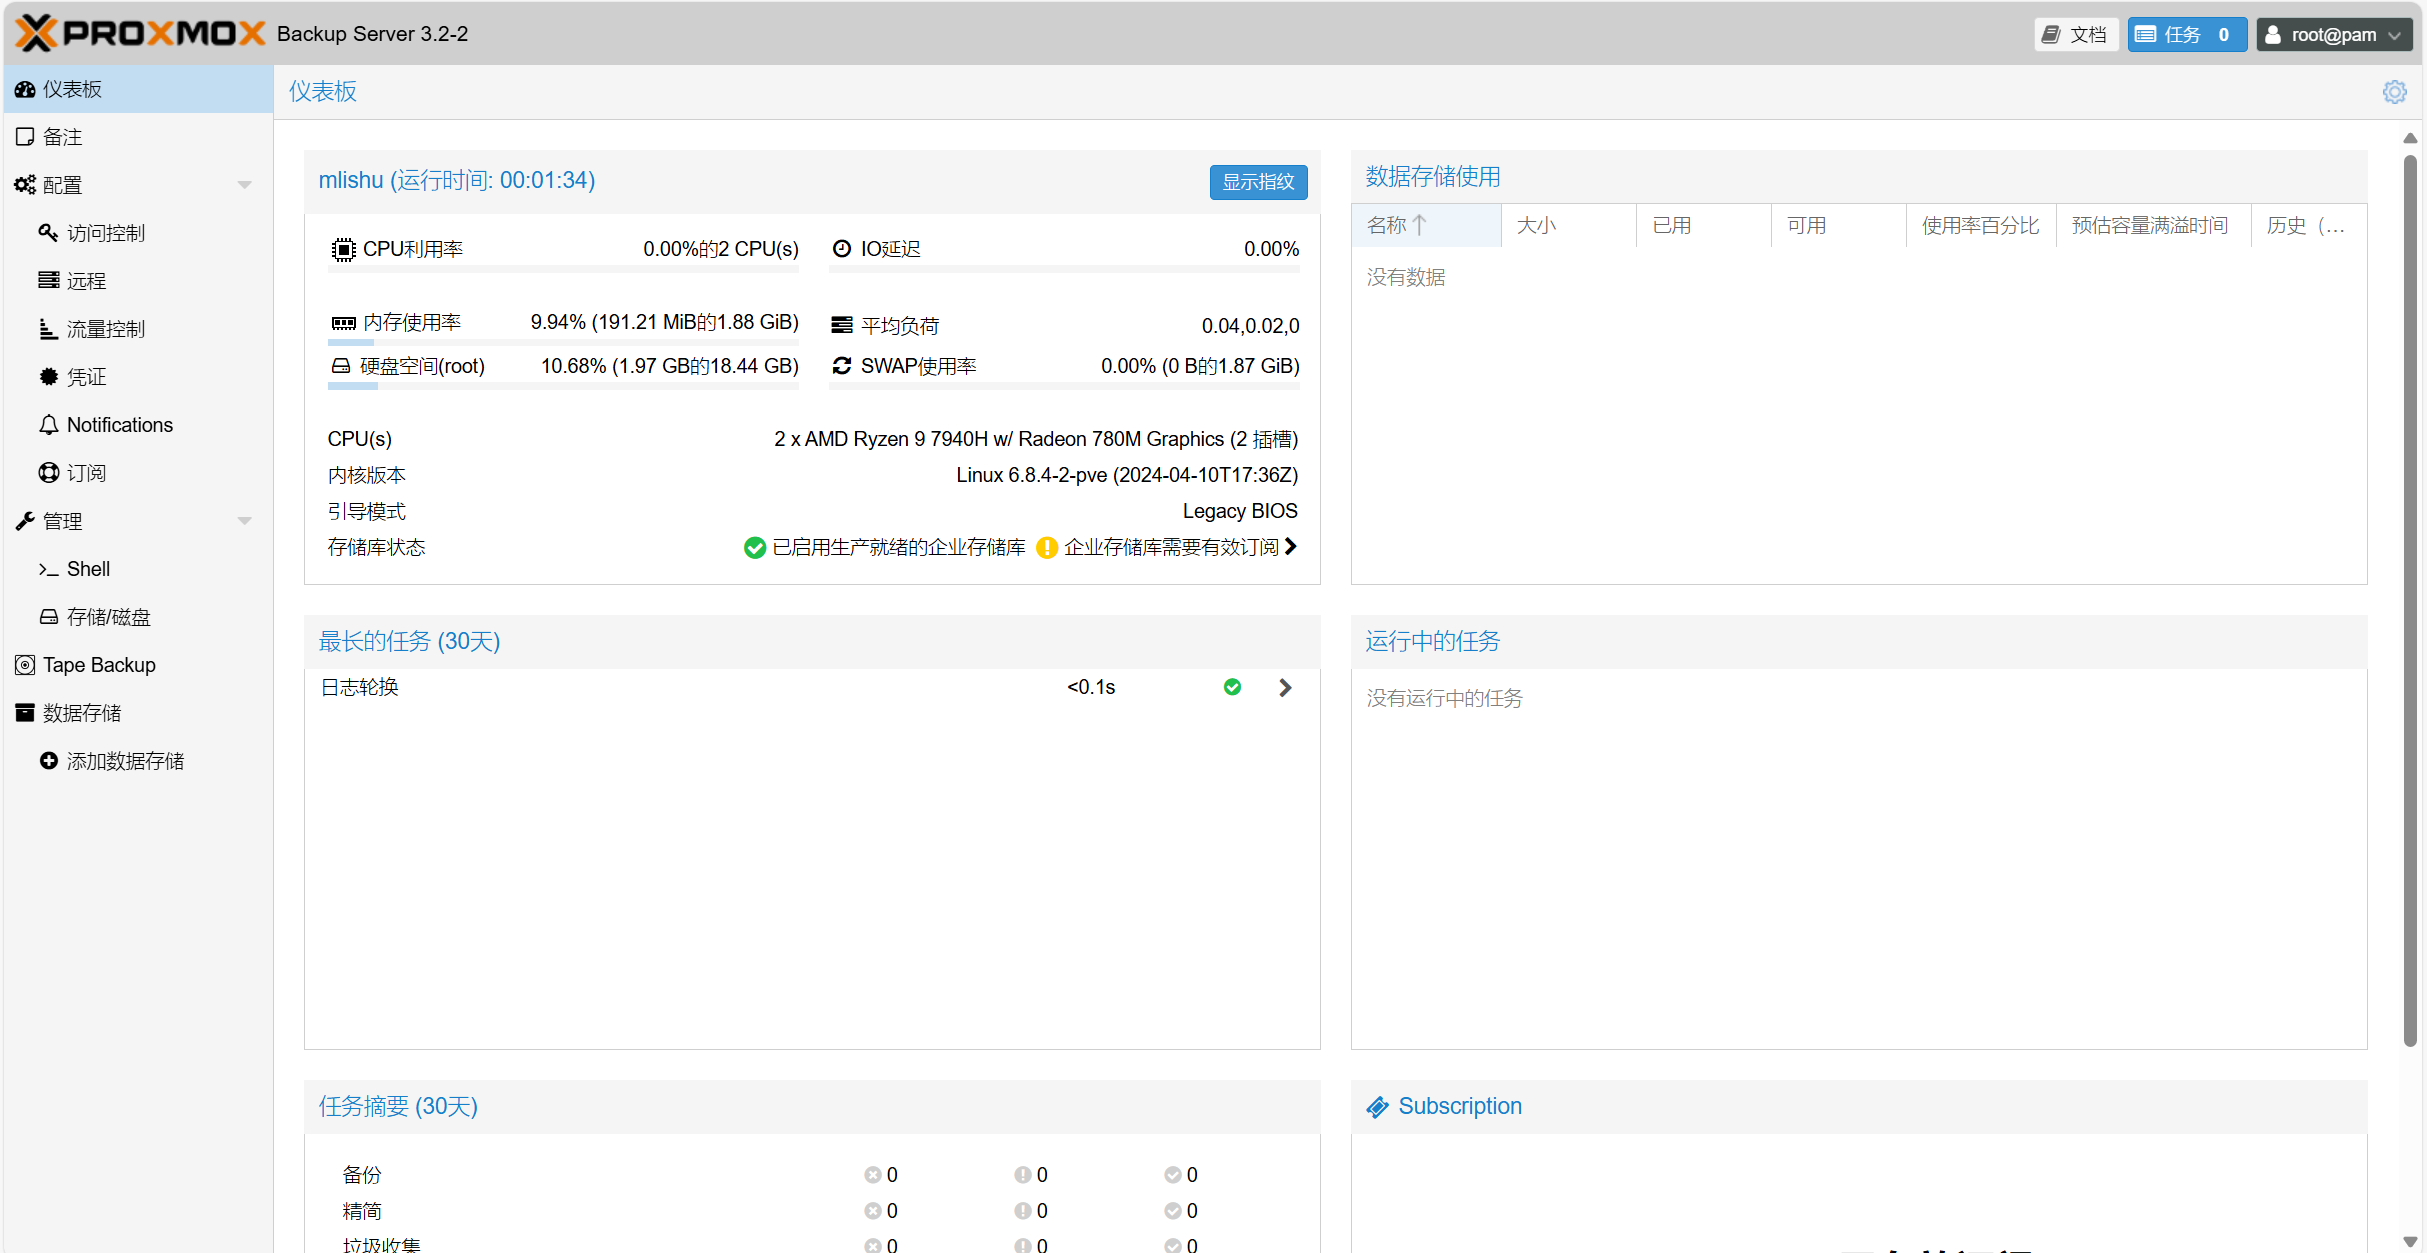 PROXMOX Backup Server 3.2-2
文档
任务 0
root@pam
仪表板
备注
配置
访问控制
远程
流量控制
凭证
Notifications
订阅
管理
Shell
存储/磁盘
Tape Backup
数据存储
添加数据存储
仪表板
mlishu (运行时间: 00:01:34)
显示指纹
CPU利用率 0.00%的2 CPU(s)
IO延迟 0.00%
内存使用率 9.94% (191.21 MiB的1.88 GiB)
平均负荷 0.04,0.02,0
硬盘空间(root) 10.68% (1.97 GB的18.44 GB)
SWAP使用率 0.00% (0 B的1.87 GiB)
CPU(s) 2 x AMD Ryzen 9 7940H w/ Radeon 780M Graphics (2 插槽)
内核版本 Linux 6.8.4-2-pve (2024-04-10T17:36Z)
引导模式 Legacy BIOS
存储库状态 已启用生产就绪的企业存储库 企业存储库需要有效订阅
数据存储使用
名称 大小 已用 可用 使用率百分比 预估容量满溢时间 历史（...
没有数据
最长的任务 (30天)
日志轮换 <0.1s
运行中的任务
没有运行中的任务
任务摘要 (30天)
备份 0 0 0
精简 0 0 0
垃圾收集 0 0 0
Subscription